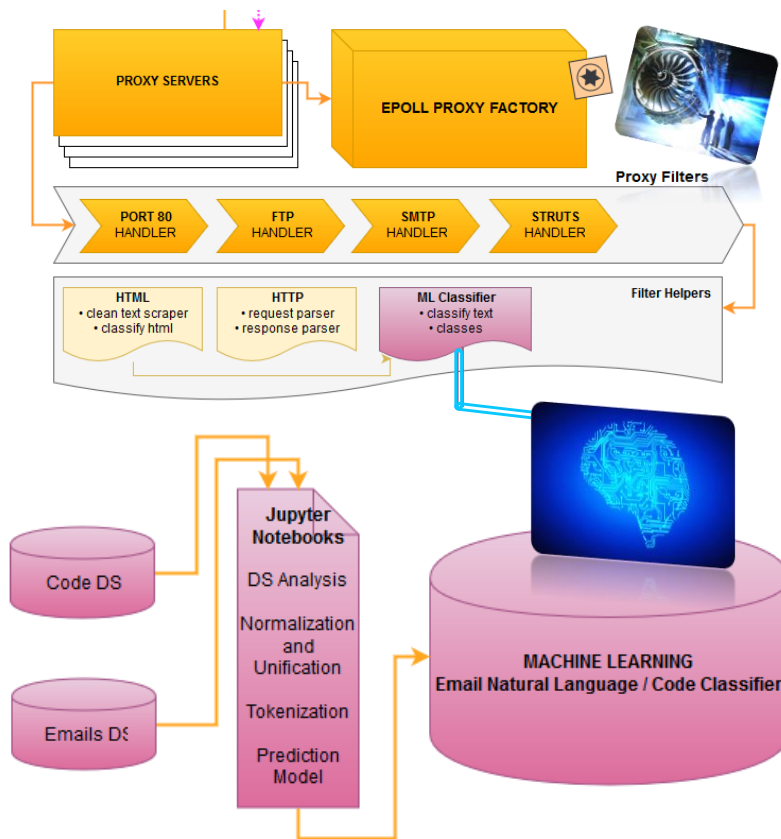 PROXY SERVERS
EPOLL PROXY FACTORY
Proxy Filters
PORT 80
HANDLER
FTP
HANDLER
SMTP
HANDLER
STRUTS
HANDLER
HTML
• clean text scraper
• classify html
HTTP
• request parser
• response parser
ML Classifier
• classify text
• classes
Filter Helpers
Jupyter
Notebooks
DS Analysis
Normalization
and
Unification
Tokenization
Prediction
Model
Code DS
Emails DS
MACHINE LEARNING
Email Natural Language / Code Classifier